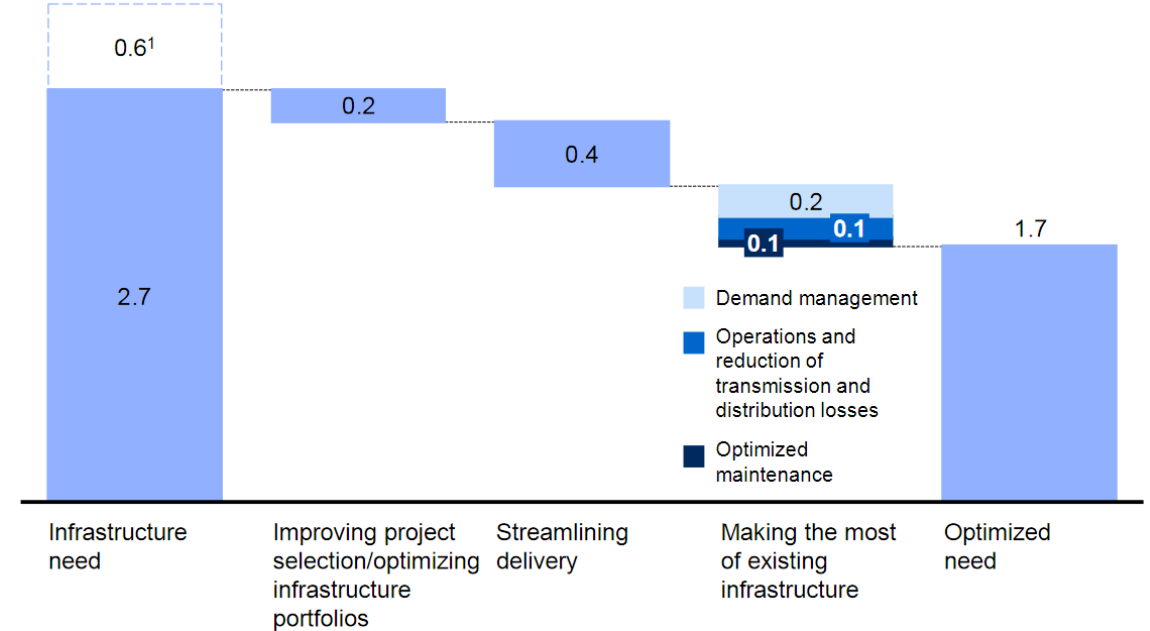 0.6¹
2.7
0.2
0.4
0.2
0.1
0.1
1.7
Demand management
Operations and
reduction of
transmission and
distribution losses
Optimized
maintenance
Infrastructure
need
Improving project
selection/optimizing
infrastructure
portfolios
Streamlining
delivery
Making the most
of existing
infrastructure
Optimized
need